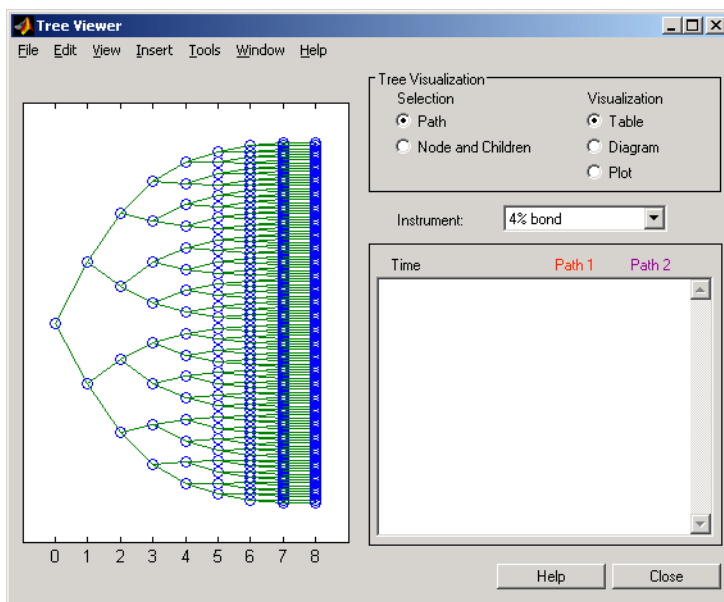 Tree Viewer
File Edit View Insert Tools Window Help
Tree Visualization
Selection Visualization
Path Table
Node and Children Diagram
Plot
Instrument: 4% bond
Time Path 1 Path 2
0 1 2 3 4 5 6 7 8
Help Close